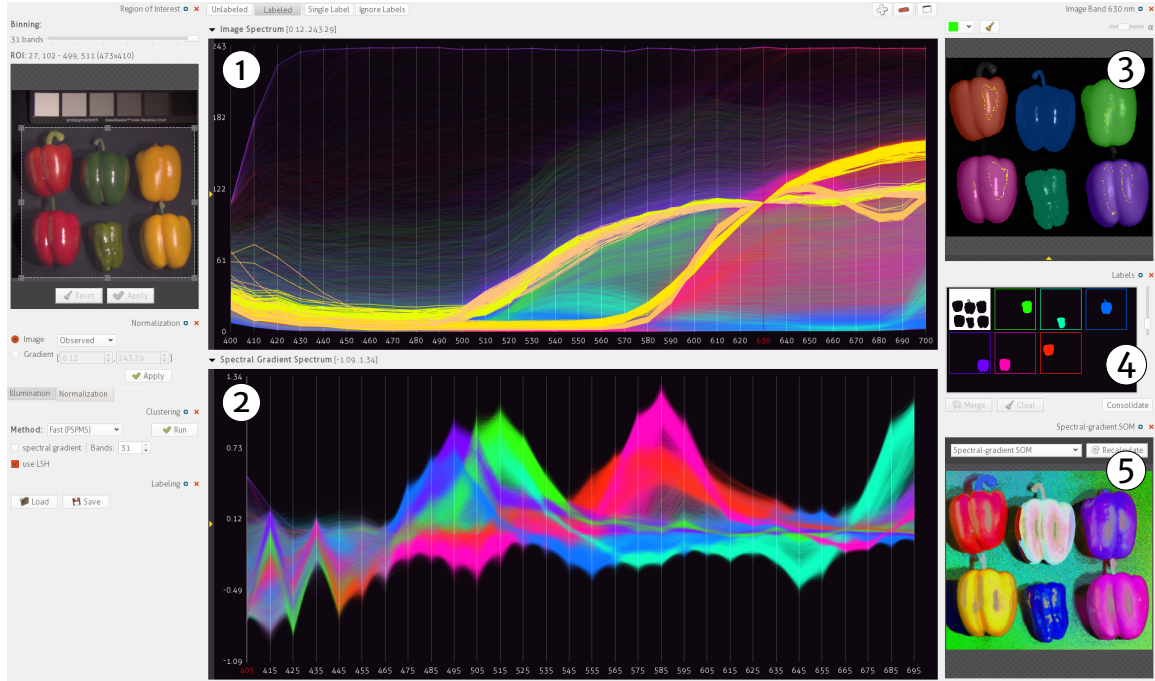 Region of Interest
Binning:
31 bands
ROI: 27, 102 - 499, 511 (473×410)
Reset
Apply
Normalization
Image
Observed
Gradient
[ 0.12 , 243.29 ]
Apply
Illumination
Normalization
Clustering
Method: Fast (PSPMS)
Run
spectral gradient
Bands: 31
use LSH
Labeling
Load
Save
Unlabeled
Labeled
Single Label
Ignore Labels
Image Spectrum [0.12..243.29]
1
243
182
122
61
0
400 410 420 430 440 450 460 470 480 490 500 510 520 530 540 550 560 570 580 590 600 610 620 630 640 650 660 670 680 690 700
Spectral Gradient Spectrum [-1.09..1.34]
2
1.34
0.73
0.12
-0.49
-1.09
405 415 425 435 445 455 465 475 485 495 505 515 525 535 545 555 565 575 585 595 605 615 625 635 645 655 665 675 685 695
Image Band 630 nm
α
3
Labels
4
Merge
Clear
Consolidate
Spectral-gradient SOM
Spectral-gradient SOM
Recalculate
5